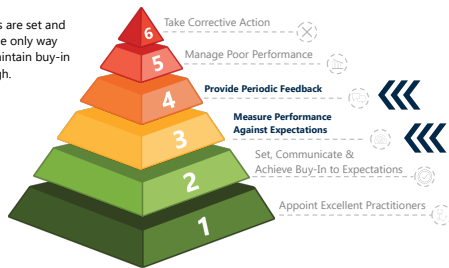 s are set and
e only way
aintain buy-in
gh.
6
Take Corrective Action
5
Manage Poor Performance
4
Provide Periodic Feedback
3
Measure Performance
Against Expectations
2
Set, Communicate &
Achieve Buy-In to Expectations
1
Appoint Excellent Practitioners